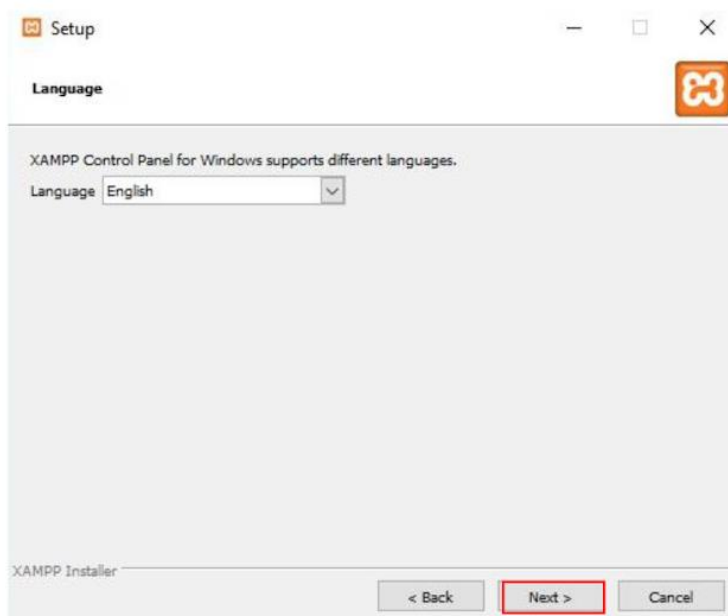 Setup
Language
XAMPP Control Panel for Windows supports different languages.
Language English
XAMPP Installer
< Back Next > Cancel